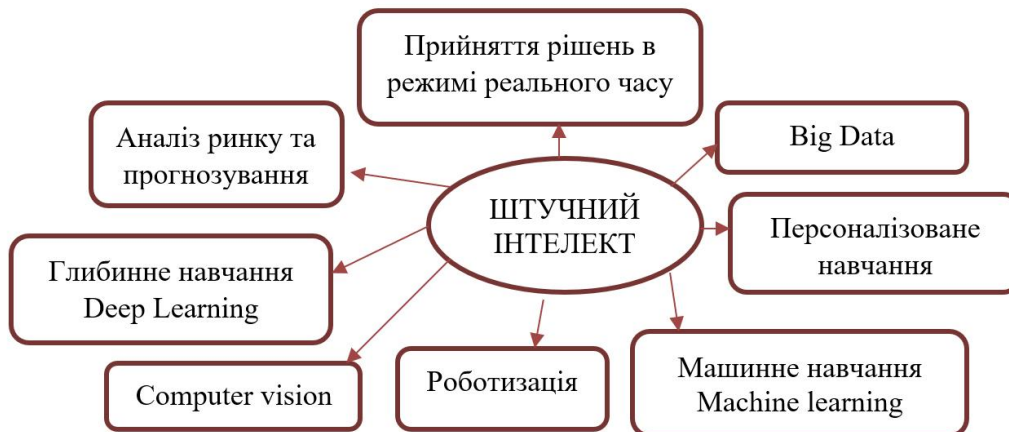 Прийняття рішень в
режимі реального часу
Аналіз ринку та
прогнозування
Big Data
ШТУЧНИЙ
ІНТЕЛЕКТ
Персоналізоване
навчання
Глибинне навчання
Deep Learning
Computer vision
Роботизація
Машинне навчання
Machine learning